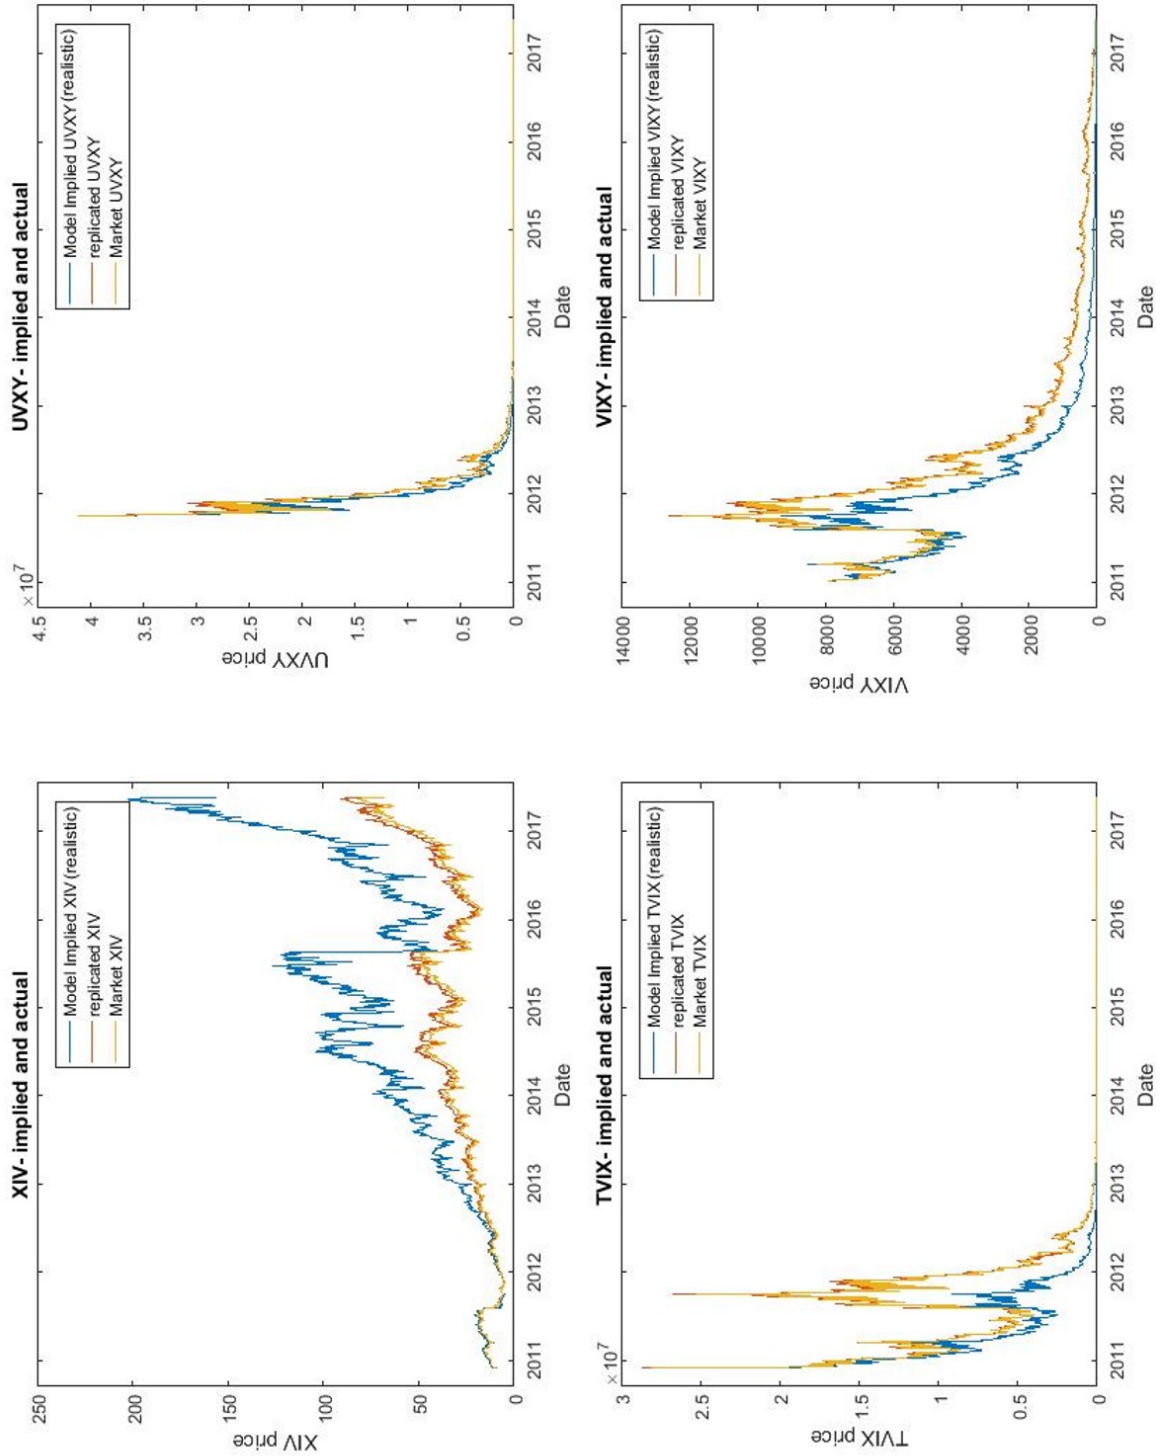 XIV- implied and actual
250
200
150
100
50
0
XIV price
Model Implied XIV (realistic)
replicated XIV
Market XIV
2011
2012
2013
2014
2015
2016
2017
Date
UVXY- implied and actual
×10^7
4.5
4
3.5
3
2.5
2
1.5
1
0.5
0
UVXY price
Model Implied UVXY (realistic)
replicated UVXY
Market UVXY
2011
2012
2013
2014
2015
2016
2017
Date
TVIX- implied and actual
×10^7
3
2.5
2
1.5
1
0.5
0
TVIX price
Model Implied TVIX (realistic)
replicated TVIX
Market TVIX
2011
2012
2013
2014
2015
2016
2017
Date
VIXY- implied and actual
14000
12000
10000
8000
6000
4000
2000
0
VIXY price
Model Implied VIXY (realistic)
replicated VIXY
Market VIXY
2011
2012
2013
2014
2015
2016
2017
Date